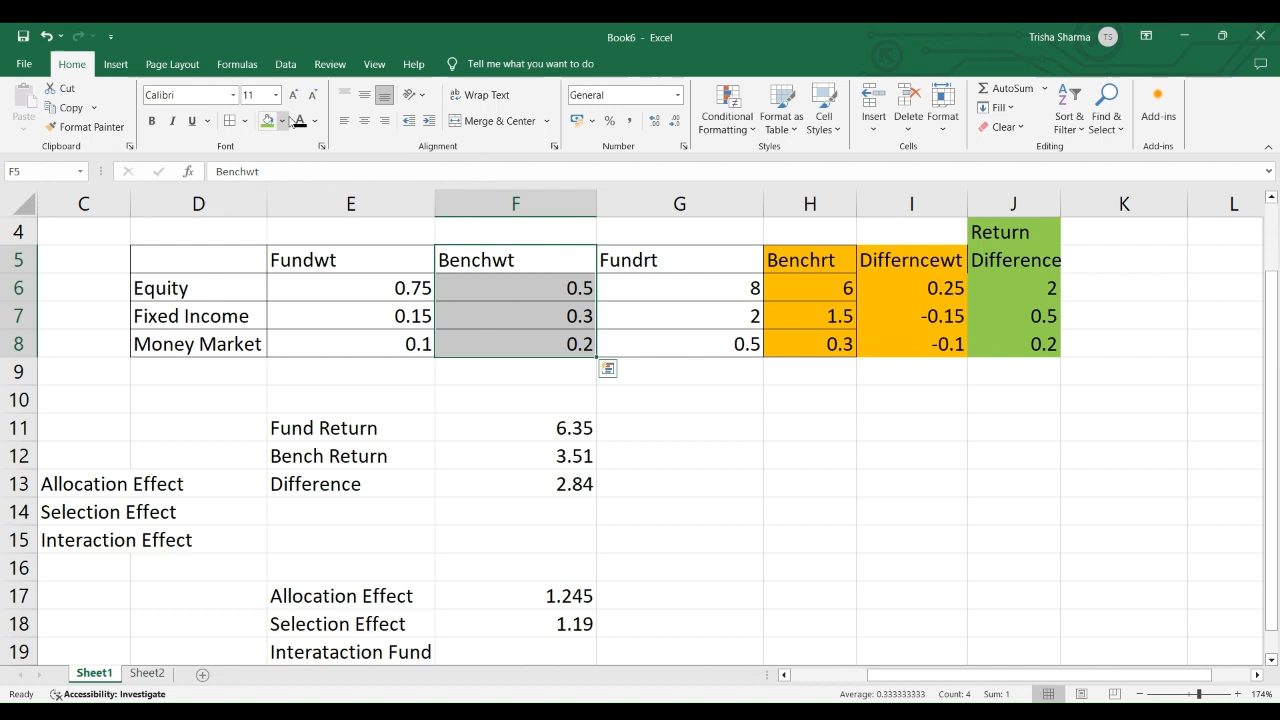 Book6 - Excel
Trisha Sharma TS
File Home Insert Page Layout Formulas Data Review View Help Tell me what you want to do
Paste
Cut
Copy
Format Painter
Clipboard
Calibri 11 A A
B I U A
Font
ab Wrap Text
Merge & Center
Alignment
General
% ,
Number
Conditional Formatting
Format as Table
Cell Styles
Styles
Insert
Delete
Format
Cells
AutoSum
Fill
Clear
Sort & Filter
Find & Select
Editing
Add-ins
Add-ins
F5 fx Benchwt
C D E F G H I J K L
4 Return
5 Fundwt Benchwt Fundrt Benchrt Differncewt Difference
6 Equity 0.75 0.5 8 6 0.25 2
7 Fixed Income 0.15 0.3 2 1.5 -0.15 0.5
8 Money Market 0.1 0.2 0.5 0.3 -0.1 0.2
9
10
11 Fund Return 6.35
12 Bench Return 3.51
13 Allocation Effect Difference 2.84
14 Selection Effect
15 Interaction Effect
16
17 Allocation Effect 1.245
18 Selection Effect 1.19
19 Interataction Fund
Sheet1 Sheet2
Ready Accessibility: Investigate Average: 0.333333333 Count: 4 Sum: 1 174%